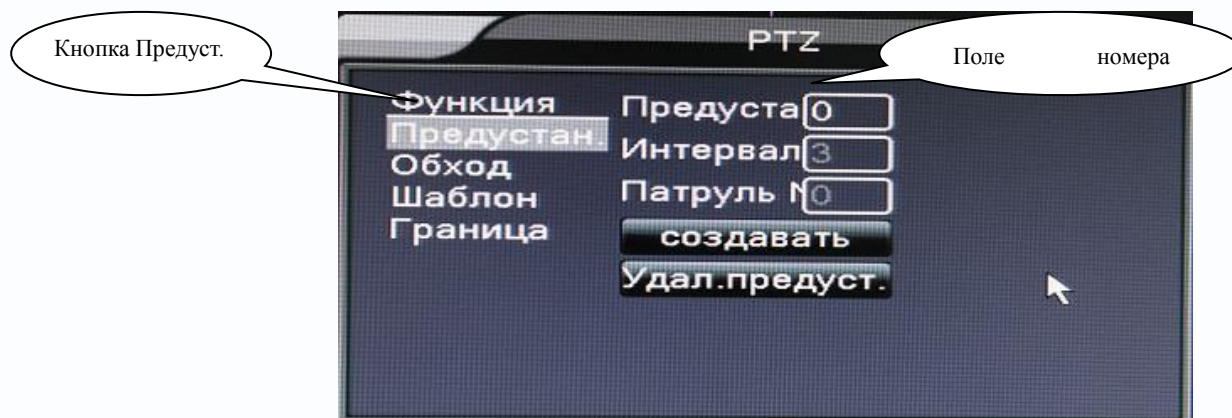 PTZ
Кнопка Предуст.
Поле номера
Функция
Предустан.
Обход
Шаблон
Граница
Предуста 0
Интервал 3
Патруль № 0
создавать
Удал.предуст.